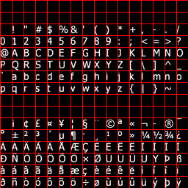 ! " # $ % & ' ( ) * + , - . /
0 1 2 3 4 5 6 7 8 9 : ; < = > ?
@ A B C D E F G H I J K L M N O
P Q R S T U V W X Y Z [ \ ] ^ _
` a b c d e f g h i j k l m n o
p q r s t u v w x y z { | } ~
¡ ¢ £ ¤ ¥ ¦ § ¨ © ª « ¬ - ® ¯
° ± ² ³ ´ µ ¶ · ¸ ¹ º » ¼ ½ ¾ ¿
À Á Â Ã Ä Å Æ Ç È É Ê Ë Ì Í Î Ï
Ð Ñ Ò Ó Ô Õ Ö × Ø Ù Ú Û Ü Ý Þ ß
à á â ã ä å æ ç è é ê ë ì í î ï
ð ñ ò ó ô õ ö ÷ ø ù ú û ü ý þ ÿ